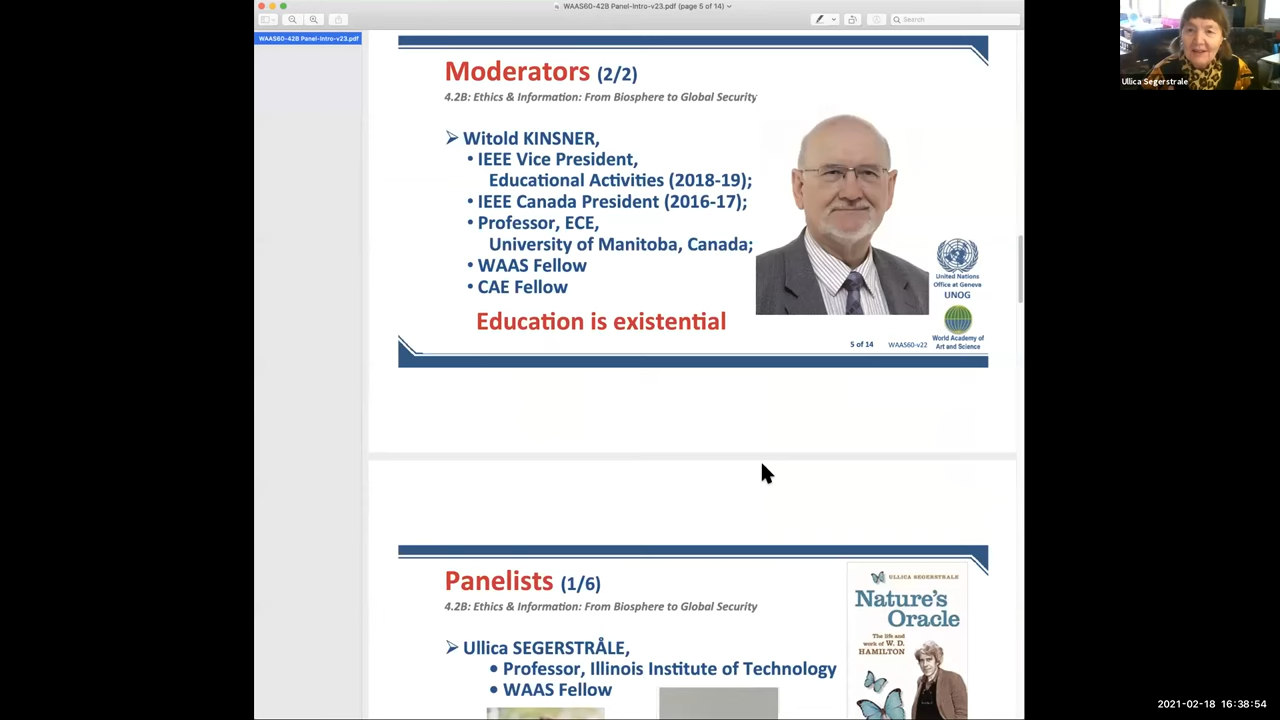 WAAS60-42B Panel-Intro-v23.pdf (page 5 of 14)
Search
WAAS60-42B Panel-Intro-v23.pdf
Moderators (2/2)
4.2B: Ethics & Information: From Biosphere to Global Security
Witold KINSNER,
• IEEE Vice President,
Educational Activities (2018-19);
• IEEE Canada President (2016-17);
• Professor, ECE,
University of Manitoba, Canada;
• WAAS Fellow
• CAE Fellow
Education is existential
United Nations
Office at Geneva
UNOG
World Academy of
Art and Science
5 of 14
WAAS60-v22
Panelists (1/6)
4.2B: Ethics & Information: From Biosphere to Global Security
Ullica SEGERSTRÅLE,
• Professor, Illinois Institute of Technology
• WAAS Fellow
ULLICA SEGERSTRALE
Nature's
Oracle
The life and
work of W. D.
HAMILTON
Ullica Segerstrale
2021-02-18 16:38:54